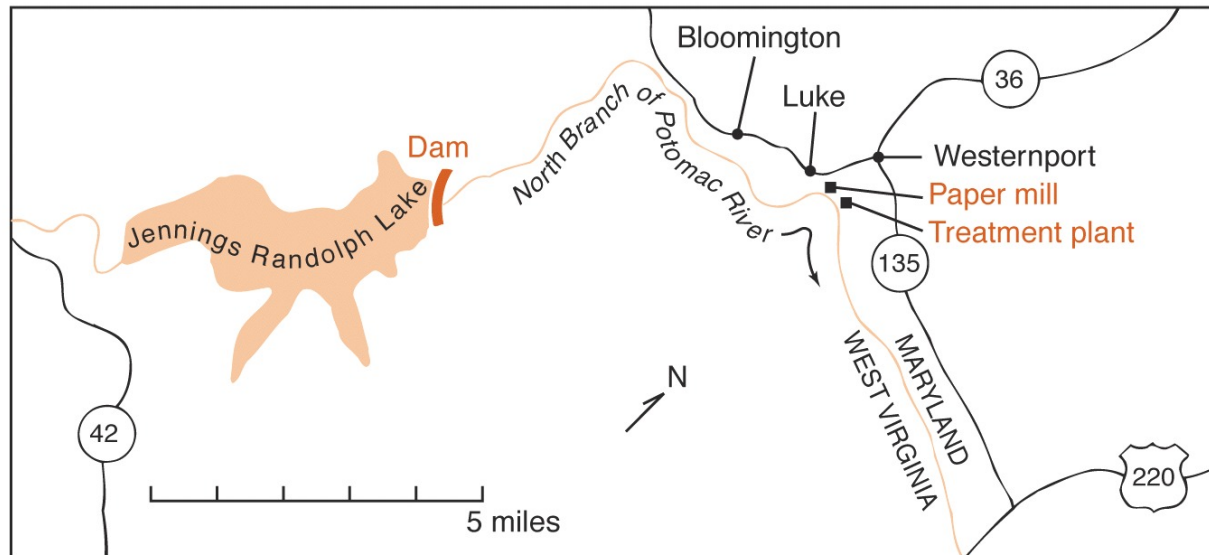 Bloomington
36
Luke
Dam
North Branch of Potomac River
Westernport
Paper mill
Jennings Randolph Lake
Treatment plant
135
MARYLAND
WEST VIRGINIA
N
42
220
5 miles